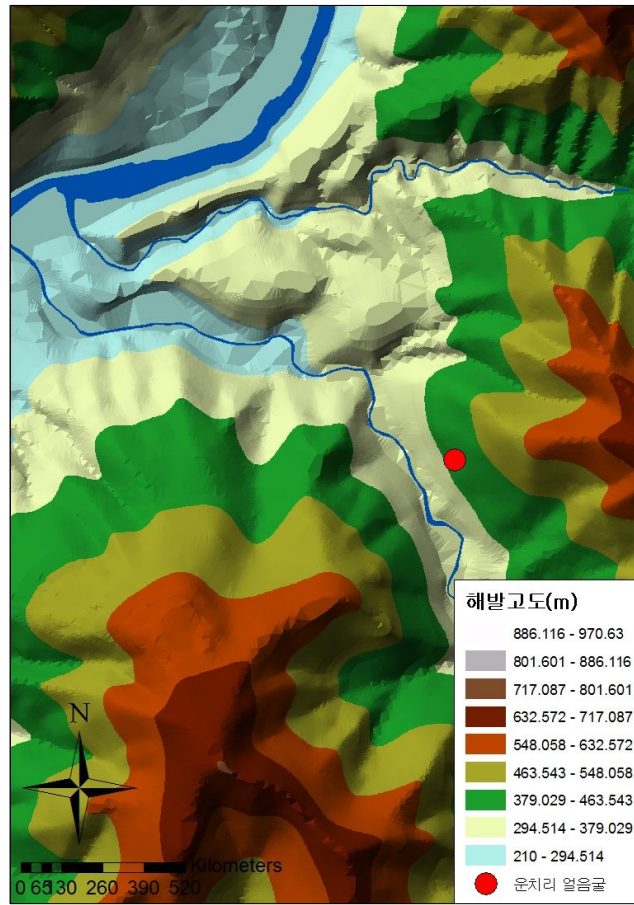 해발고도(m)
886.116 - 970.63
801.601 - 886.116
717.087 - 801.601
632.572 - 717.087
548.058 - 632.572
463.543 - 548.058
379.029 - 463.543
294.514 - 379.029
210 - 294.514
운치리 얼음굴
N
Kilometers
0 65 130 260 390 520